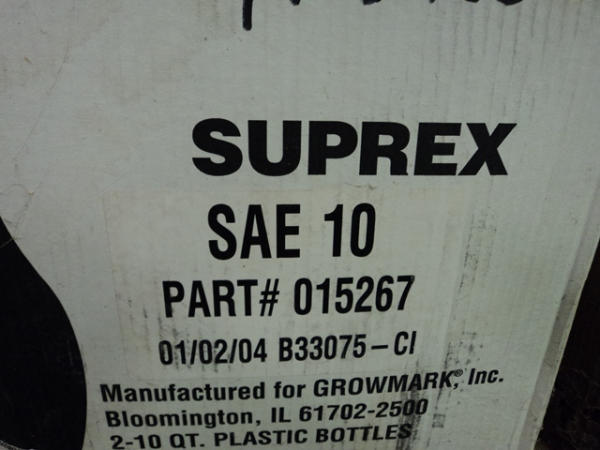 SUPREX
SAE 10
PART# 015267
01/02/04 B33075-CI
Manufactured for GROWMARK®, Inc.
Bloomington, IL 61702-2500
2-10 QT. PLASTIC BOTTLES